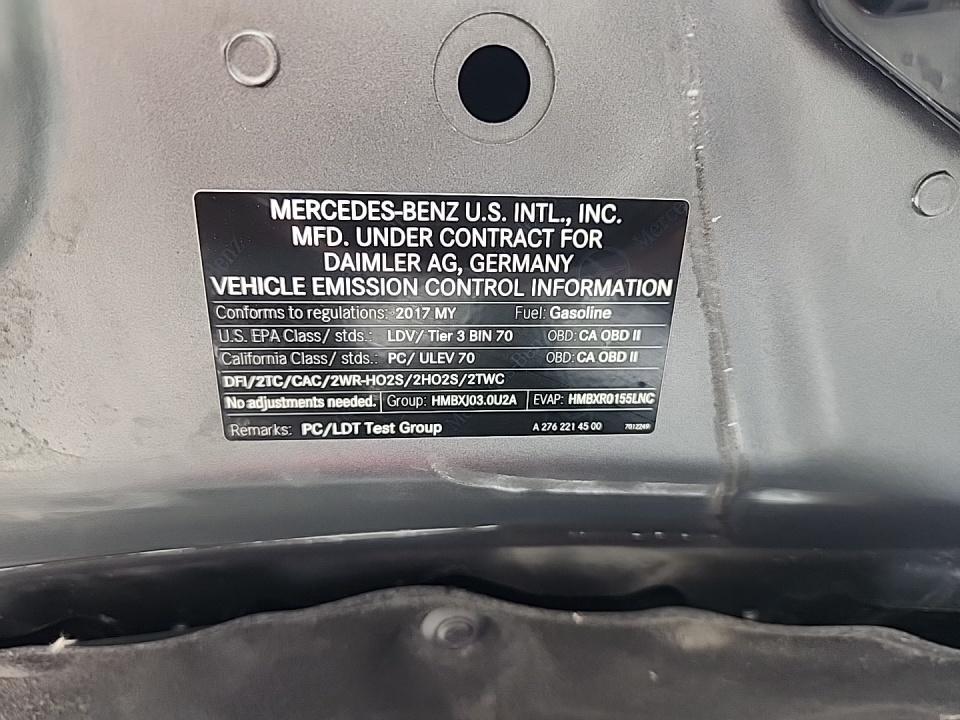 MERCEDES-BENZ U.S. INTL., INC.
MFD. UNDER CONTRACT FOR
DAIMLER AG, GERMANY
VEHICLE EMISSION CONTROL INFORMATION
Conforms to regulations: 2017 MY Fuel: Gasoline
U.S. EPA Class/ stds.: LDV/ Tier 3 BIN 70 OBD: CA OBD II
California Class/ stds.: PC/ ULEV 70 OBD: CA OBD II
DFI/2TC/CAC/2WR-HO2S/2HO2S/2TWC
No adjustments needed. Group: HMBXJ03.0U2A EVAP: HMBXR0155LNC
Remarks: PC/LDT Test Group A 276 221 45 00 7012249